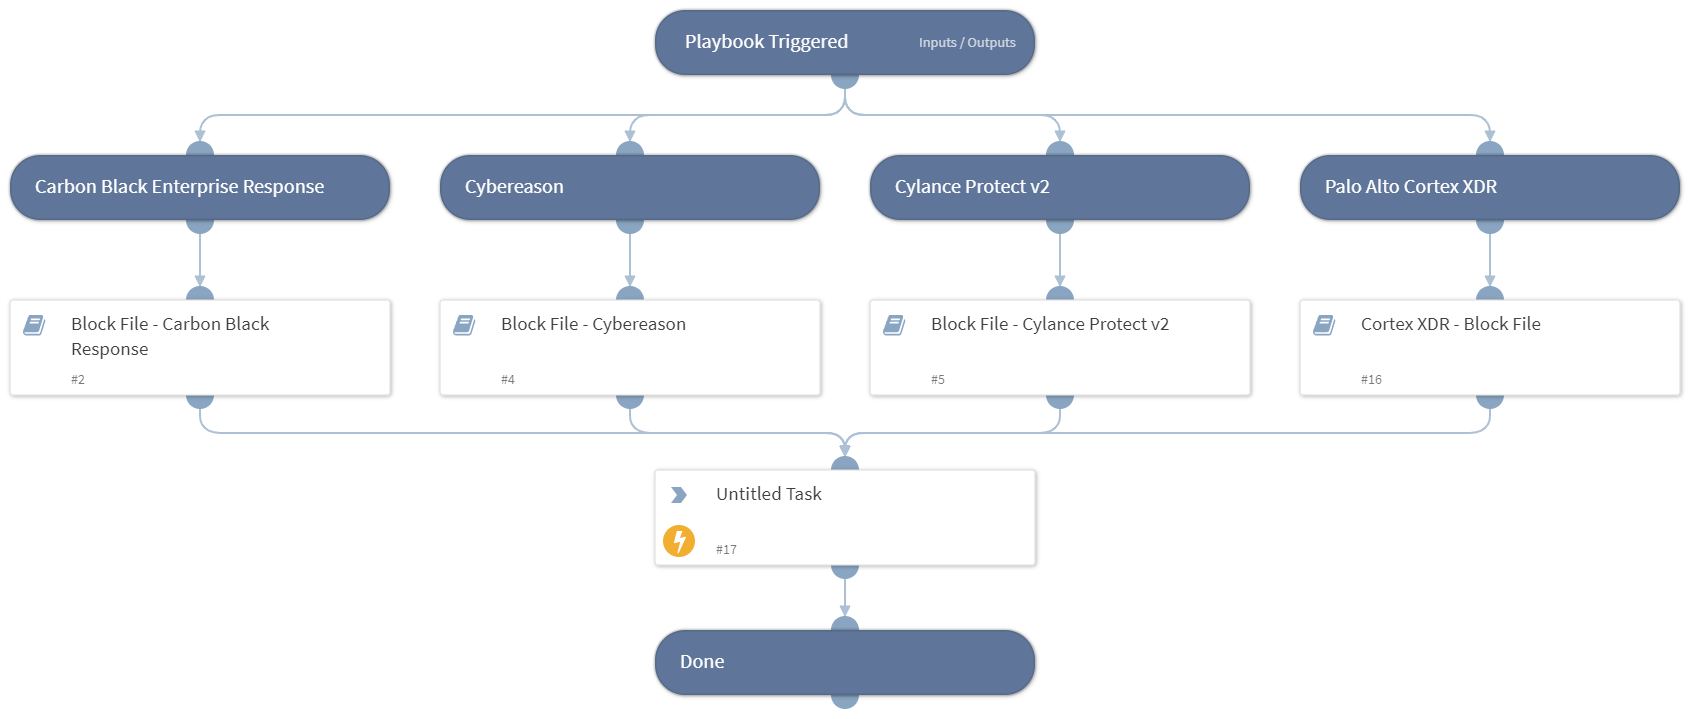 Playbook Triggered
Inputs / Outputs
Carbon Black Enterprise Response
Cybereason
Cylance Protect v2
Palo Alto Cortex XDR
Block File - Carbon Black
Response
#2
Block File - Cybereason
#4
Block File - Cylance Protect v2
#5
Cortex XDR - Block File
#16
Untitled Task
#17
Done